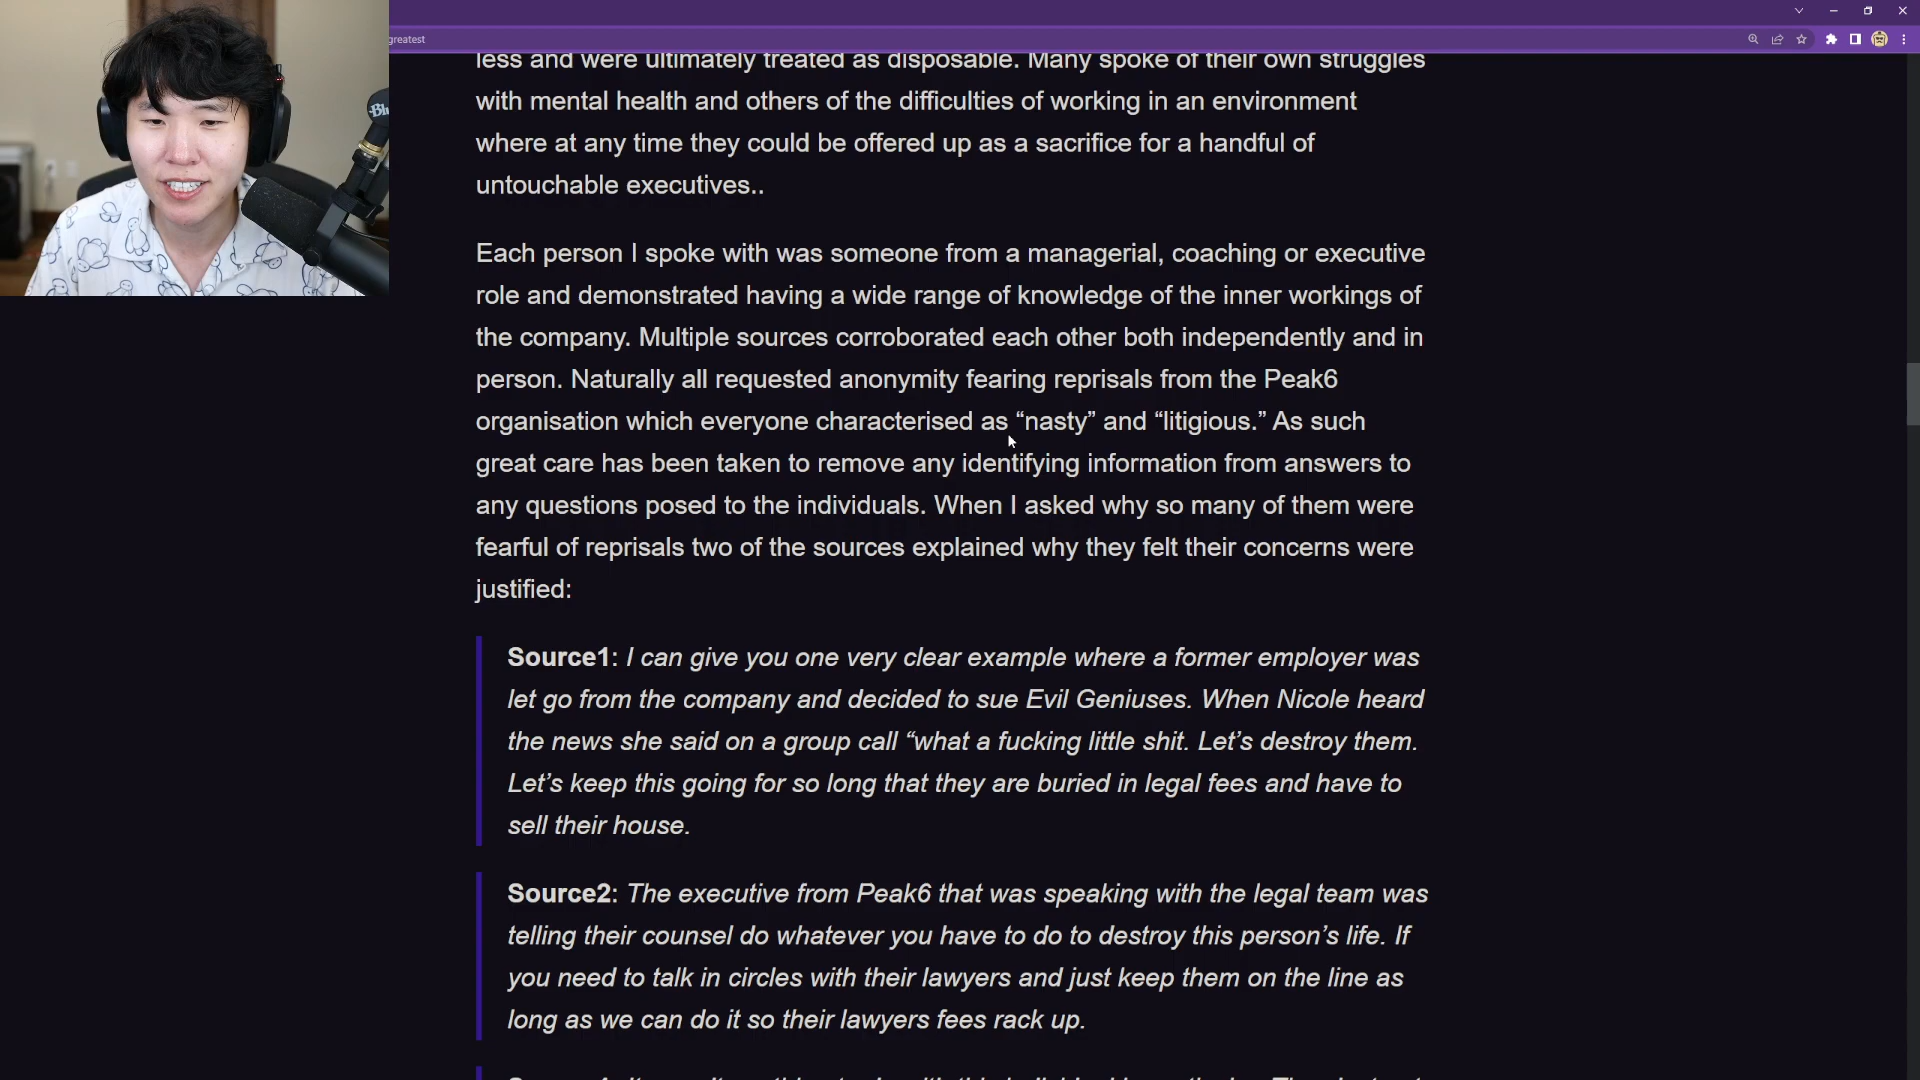 greatest
less and were ultimately treated as disposable. Many spoke of their own struggles
with mental health and others of the difficulties of working in an environment
where at any time they could be offered up as a sacrifice for a handful of
untouchable executives..
Each person I spoke with was someone from a managerial, coaching or executive
role and demonstrated having a wide range of knowledge of the inner workings of
the company. Multiple sources corroborated each other both independently and in
person. Naturally all requested anonymity fearing reprisals from the Peak6
organisation which everyone characterised as “nasty” and “litigious.” As such
great care has been taken to remove any identifying information from answers to
any questions posed to the individuals. When I asked why so many of them were
fearful of reprisals two of the sources explained why they felt their concerns were
justified:
Source1: I can give you one very clear example where a former employer was
let go from the company and decided to sue Evil Geniuses. When Nicole heard
the news she said on a group call “what a fucking little shit. Let’s destroy them.
Let’s keep this going for so long that they are buried in legal fees and have to
sell their house.
Source2: The executive from Peak6 that was speaking with the legal team was
telling their counsel do whatever you have to do to destroy this person’s life. If
you need to talk in circles with their lawyers and just keep them on the line as
long as we can do it so their lawyers fees rack up.